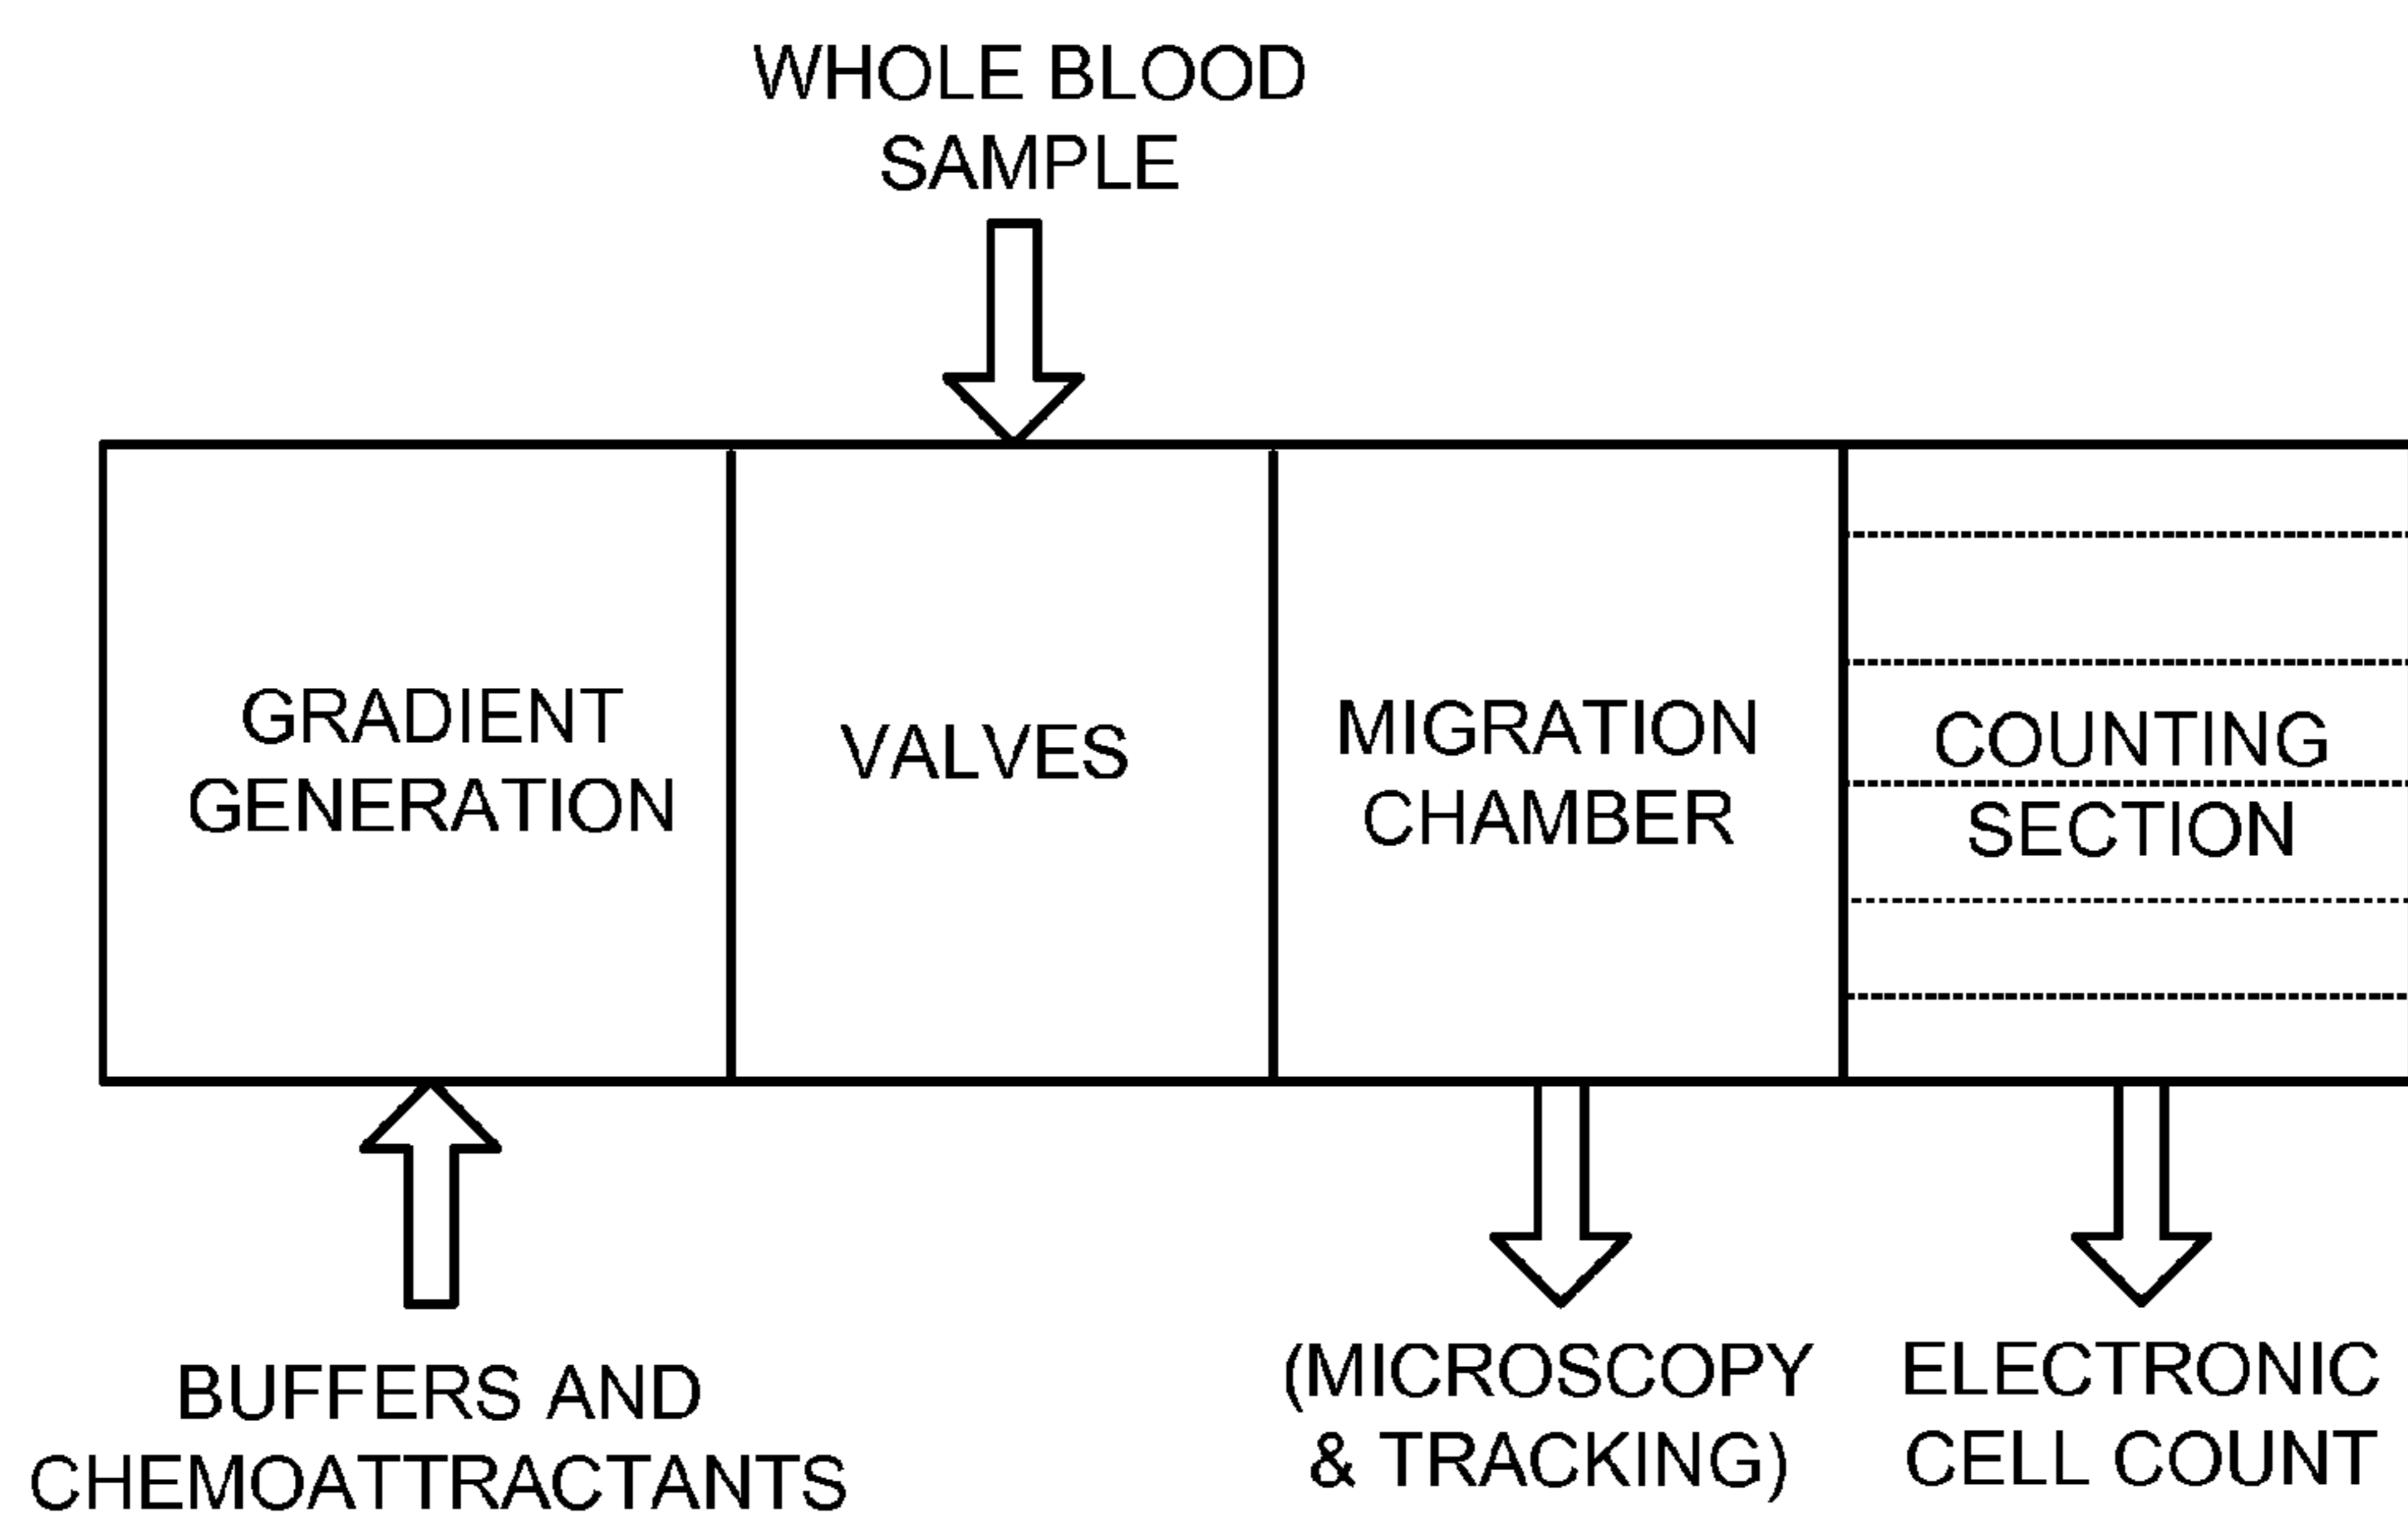 WHOLE BLOOD
SAMPLE
GRADIENT
GENERATION
VALVES
MIGRATION
CHAMBER
COUNTING
SECTION
BUFFERS AND
CHEMOATTRACTANTS
(MICROSCOPY
& TRACKING)
ELECTRONIC
CELL COUNT